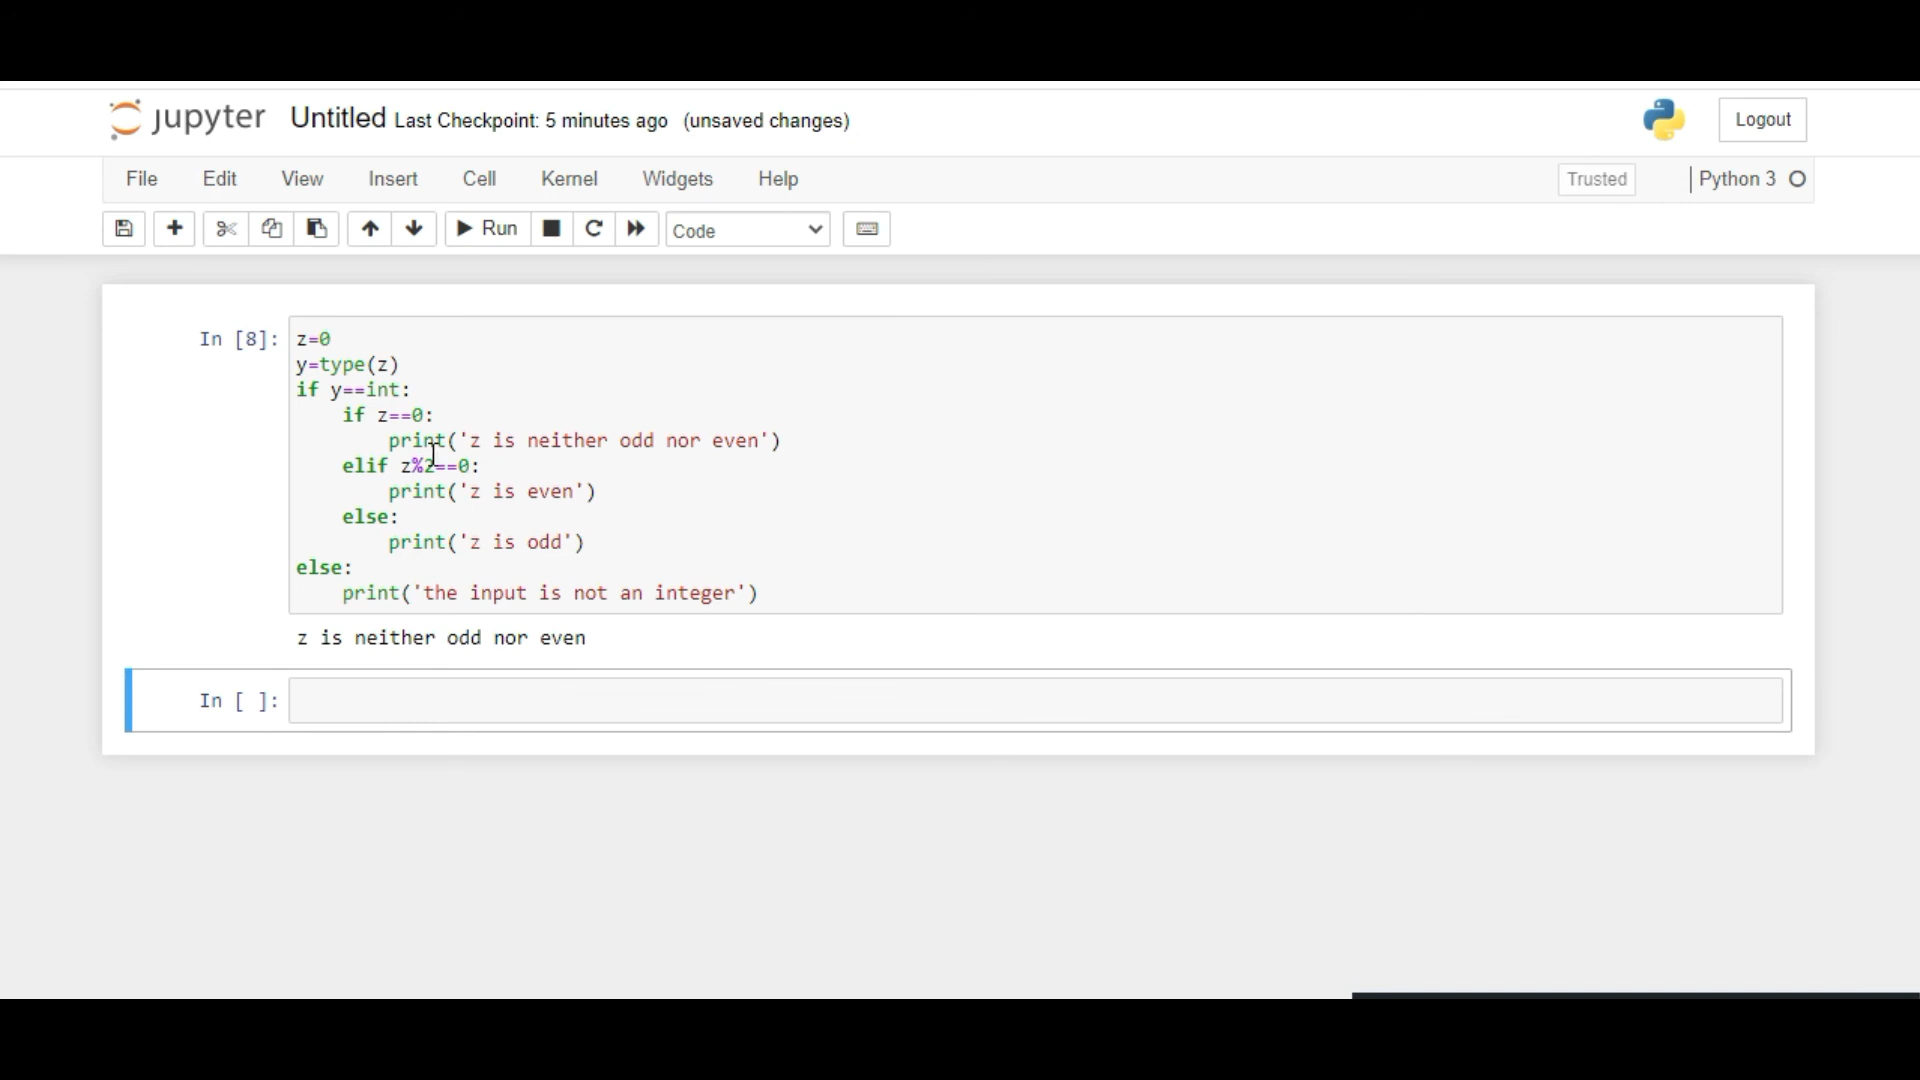 jupyter Untitled Last Checkpoint: 5 minutes ago (unsaved changes) Logout
File Edit View Insert Cell Kernel Widgets Help Trusted Python 3
Run Code
In [8]: z=0
y=type(z)
if y==int:
    if z==0:
        print('z is neither odd nor even')
    elif z%2==0:
        print('z is even')
    else:
        print('z is odd')
else:
    print('the input is not an integer')
z is neither odd nor even
In [ ]: